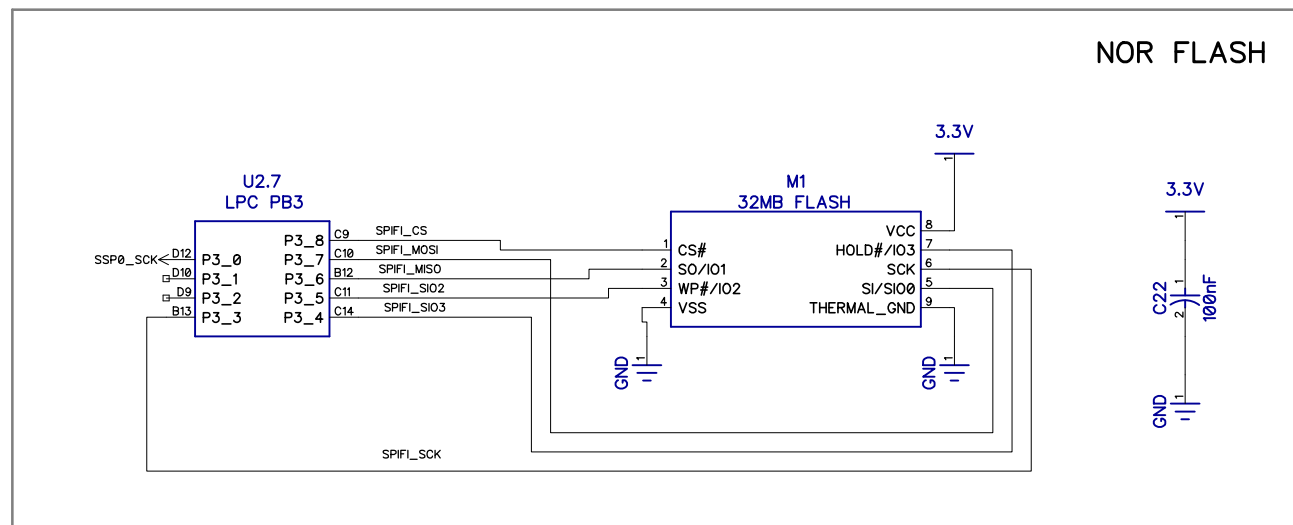 NOR FLASH
3.3V
1
U2.7
LPC PB3
M1
32MB FLASH
3.3V
1
SSP0_SCK
D12
P3_0
D10
P3_1
D9
P3_2
B13
P3_3
P3_8
C9
SPIFI_CS
P3_7
C10
SPIFI_MOSI
P3_6
B12
SPIFI_MISO
P3_5
C11
SPIFI_SIO2
P3_4
C14
SPIFI_SIO3
1
CS#
2
SO/IO1
3
WP#/IO2
4
VSS
VCC
8
HOLD#/IO3
7
SCK
6
SI/SIO0
5
THERMAL_GND
9
GND
1
GND
1
1
C22
100nF
2
GND
1
SPIFI_SCK